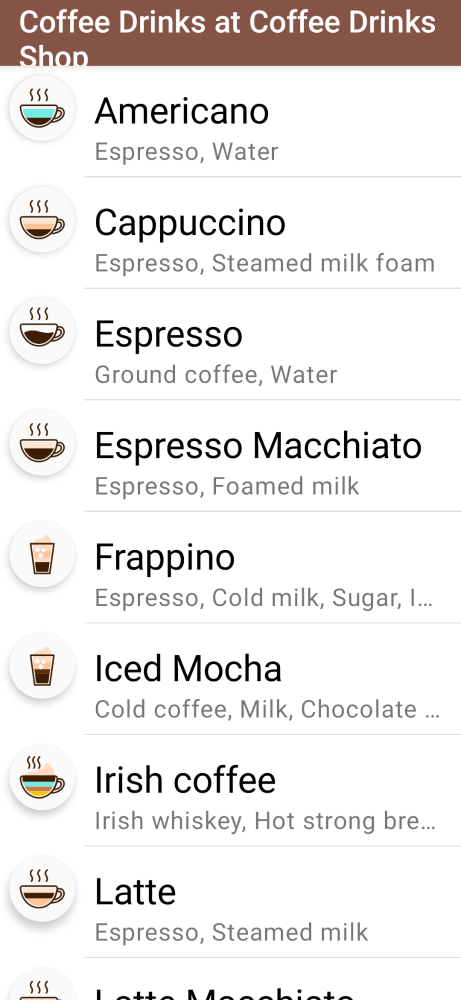 Coffee Drinks at Coffee Drinks
Shop
Americano
Espresso, Water
Cappuccino
Espresso, Steamed milk foam
Espresso
Ground coffee, Water
Espresso Macchiato
Espresso, Foamed milk
Frappino
Espresso, Cold milk, Sugar, I...
Iced Mocha
Cold coffee, Milk, Chocolate ...
Irish coffee
Irish whiskey, Hot strong bre...
Latte
Espresso, Steamed milk
Latte Macchiato